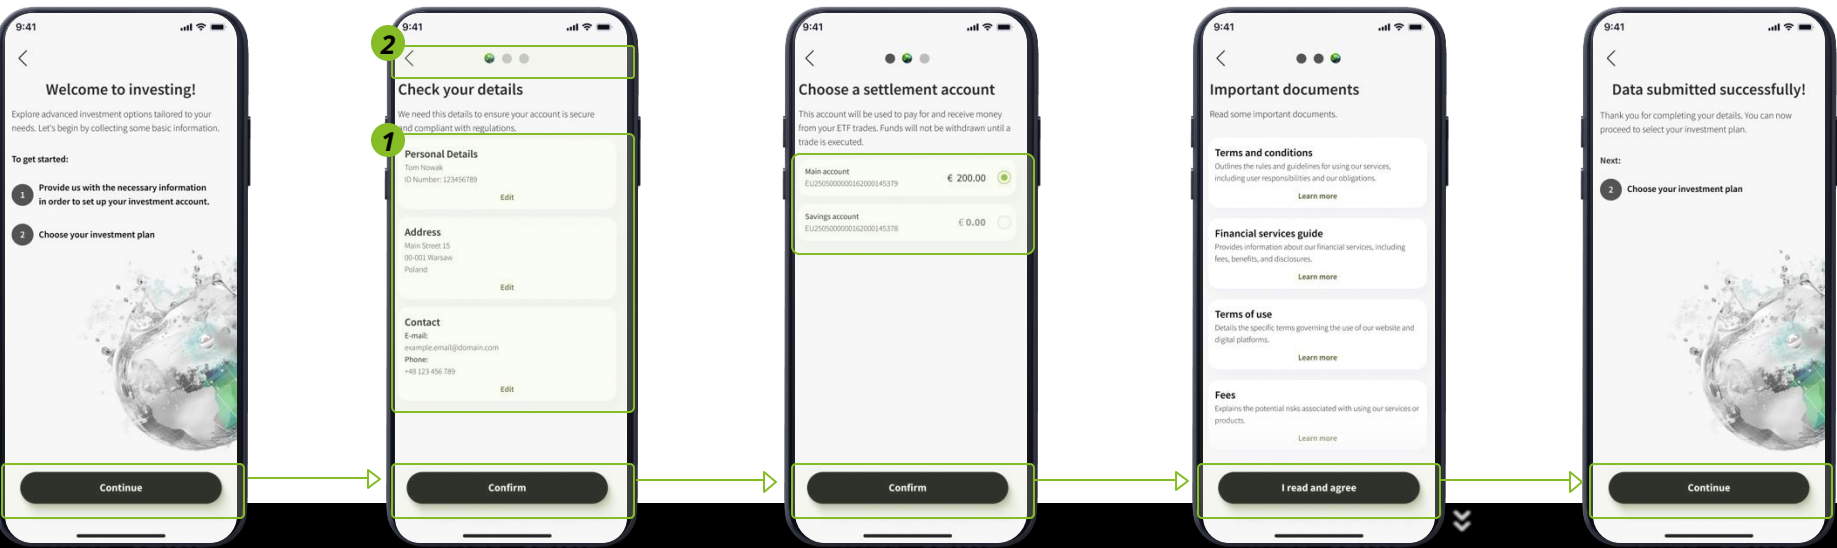 9:41
Welcome to investing!
Explore advanced investment options tailored to your
needs. Let's begin by collecting some basic information.
To get started:
1
Provide us with the necessary information
in order to set up your investment account.
2
Choose your investment plan
Continue
9:41
2
Check your details
We need this details to ensure your account is secure
and compliant with regulations.
1
Personal Details
Tom Nowak
ID Number: 123456789
Edit
Address
Main Street 15
00-001 Warsaw
Poland
Edit
Contact
E-mail:
example.email@domain.com
Phone:
+48 123 456 789
Edit
Confirm
9:41
Choose a settlement account
This account will be used to pay for and receive money
from your ETF trades. Funds will not be withdrawn until a
trade is executed.
Main account
EU2505000000162000145379
€ 200.00
Savings account
EU2505000000162000145378
€ 0.00
Confirm
9:41
Important documents
Read some important documents.
Terms and conditions
Outlines the rules and guidelines for using our services,
including user responsibilities and our obligations.
Learn more
Financial services guide
Provides information about our financial services, including
fees, benefits, and disclosures.
Learn more
Terms of use
Details the specific terms governing the use of our website and
digital platforms.
Learn more
Fees
Explains the potential risks associated with using our services or
products.
Learn more
I read and agree
9:41
Data submitted successfully!
Thank you for completing your details. You can now
proceed to select your investment plan.
Next:
2
Choose your investment plan
Continue